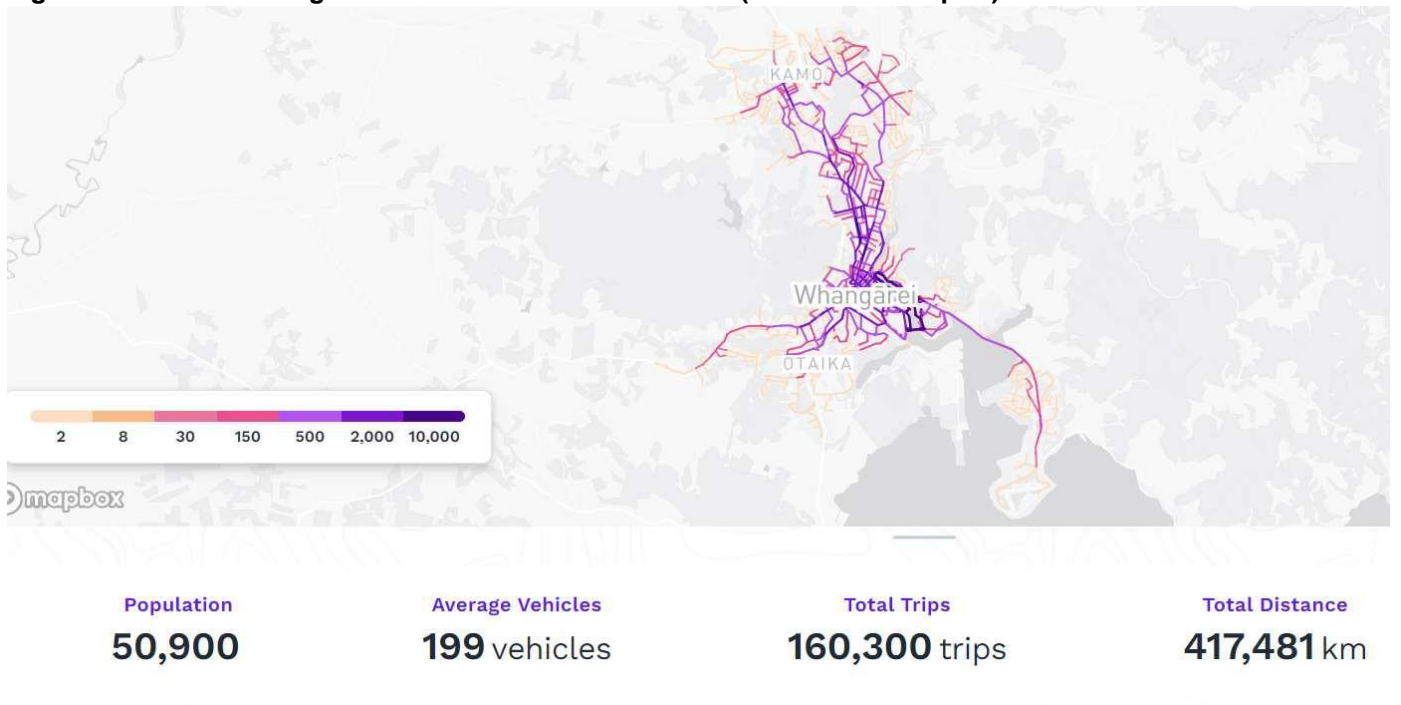 KAMO
Whangārei
OTAIKA
2 8 30 150 500 2,000 10,000
mapbox
Population Average Vehicles Total Trips Total Distance
50,900 199 vehicles 160,300 trips 417,481 km